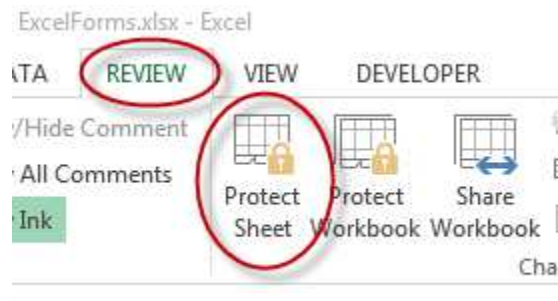 ExcelForms.xlsx - Excel
ATA REVIEW VIEW DEVELOPER
/Hide Comment
All Comments
Ink
Protect Sheet
Protect Workbook
Share Workbook
Cha